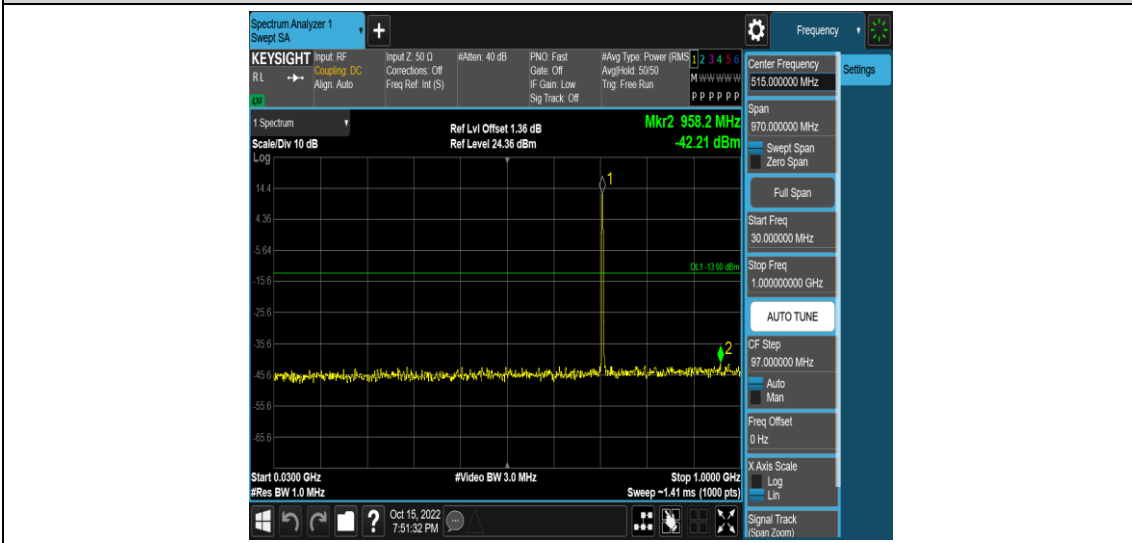 Spectrum Analyzer 1
Swept SA
+
Frequency
KEYSIGHT
RL
LXI
Input: RF
Coupling: DC
Align: Auto
Input Z: 50 Ω
Corrections: Off
Freq Ref: Int (S)
#Atten: 40 dB
PNO: Fast
Gate: Off
IF Gain: Low
Sig Track: Off
#Avg Type: Power (RMS
Avg|Hold: 50/50
Trig: Free Run
1 2 3 4 5 6
M W W W W W
P P P P P P
1 Spectrum
Scale/Div 10 dB
Log
Ref Lvl Offset 1.36 dB
Ref Level 24.36 dBm
Mkr2 958.2 MHz
-42.21 dBm
14.4
4.36
-5.64
-15.6
-25.6
-35.6
-45.6
-55.6
-65.6
1
DL1 -13.00 dBm
2
Start 0.0300 GHz
#Res BW 1.0 MHz
#Video BW 3.0 MHz
Stop 1.0000 GHz
Sweep ~1.41 ms (1000 pts)
?
Oct 15, 2022
7:51:32 PM
Center Frequency
515.000000 MHz
Settings
Span
970.000000 MHz
Swept Span
Zero Span
Full Span
Start Freq
30.000000 MHz
Stop Freq
1.000000000 GHz
AUTO TUNE
CF Step
97.000000 MHz
Auto
Man
Freq Offset
0 Hz
X Axis Scale
Log
Lin
Signal Track
(Span Zoom)